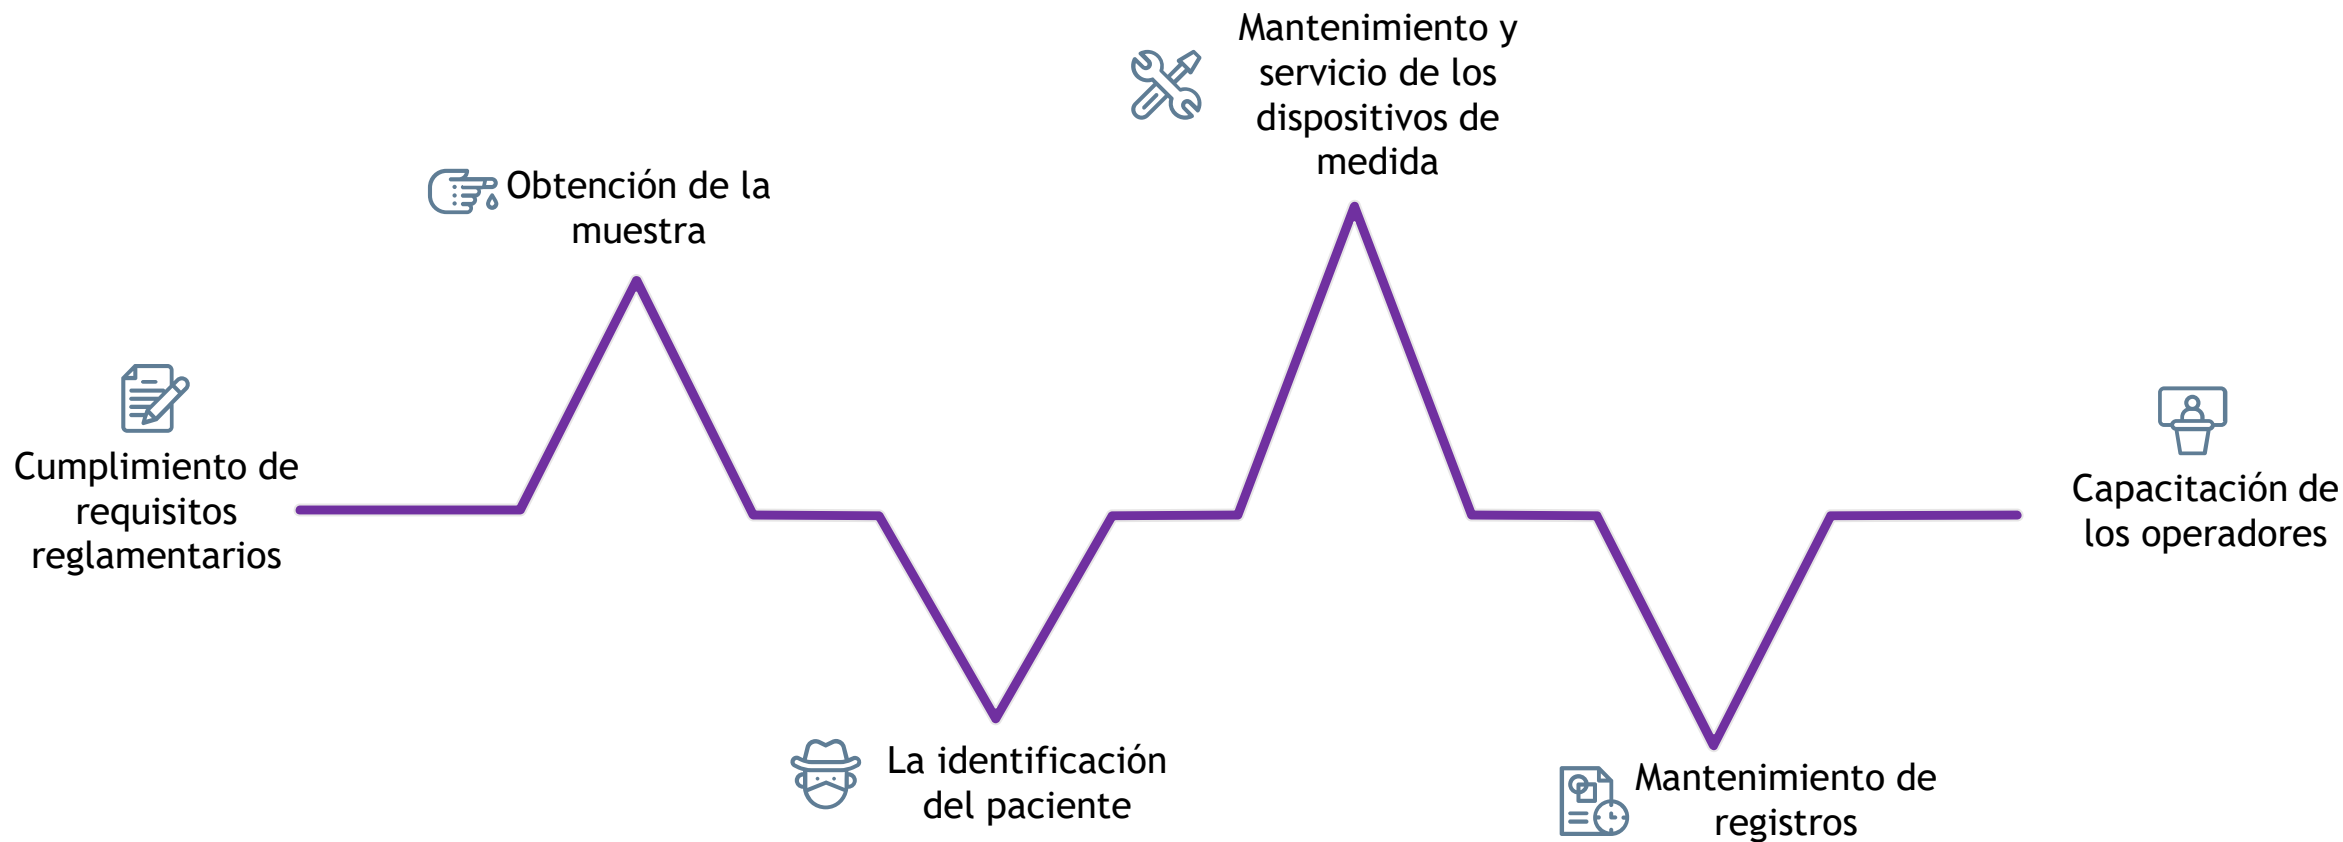 Cumplimiento de
requisitos
reglamentarios
Obtención de la
muestra
La identificación
del paciente
Mantenimiento y
servicio de los
dispositivos de
medida
Mantenimiento de
registros
Capacitación de
los operadores